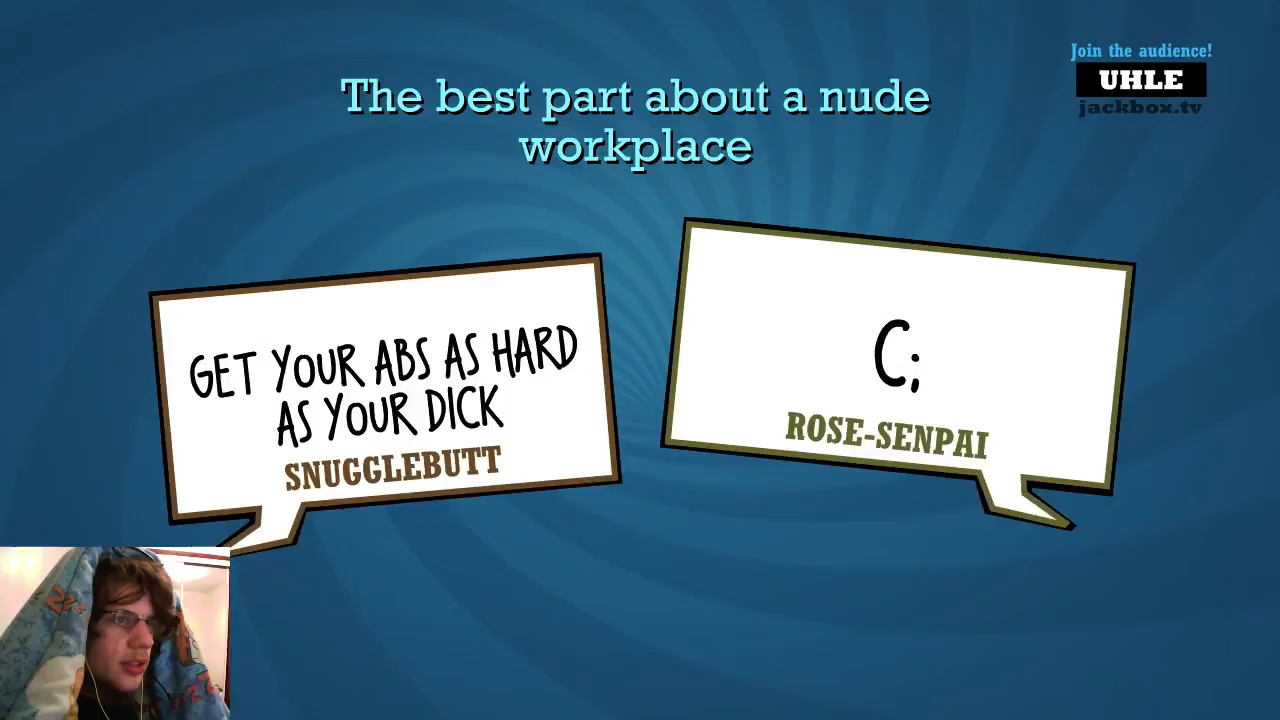 Join the audience!
UHLE
jackbox.tv
The best part about a nude
workplace
GET YOUR ABS AS HARD
AS YOUR DICK
SNUGGLEBUTT
C;
ROSE-SENPAI